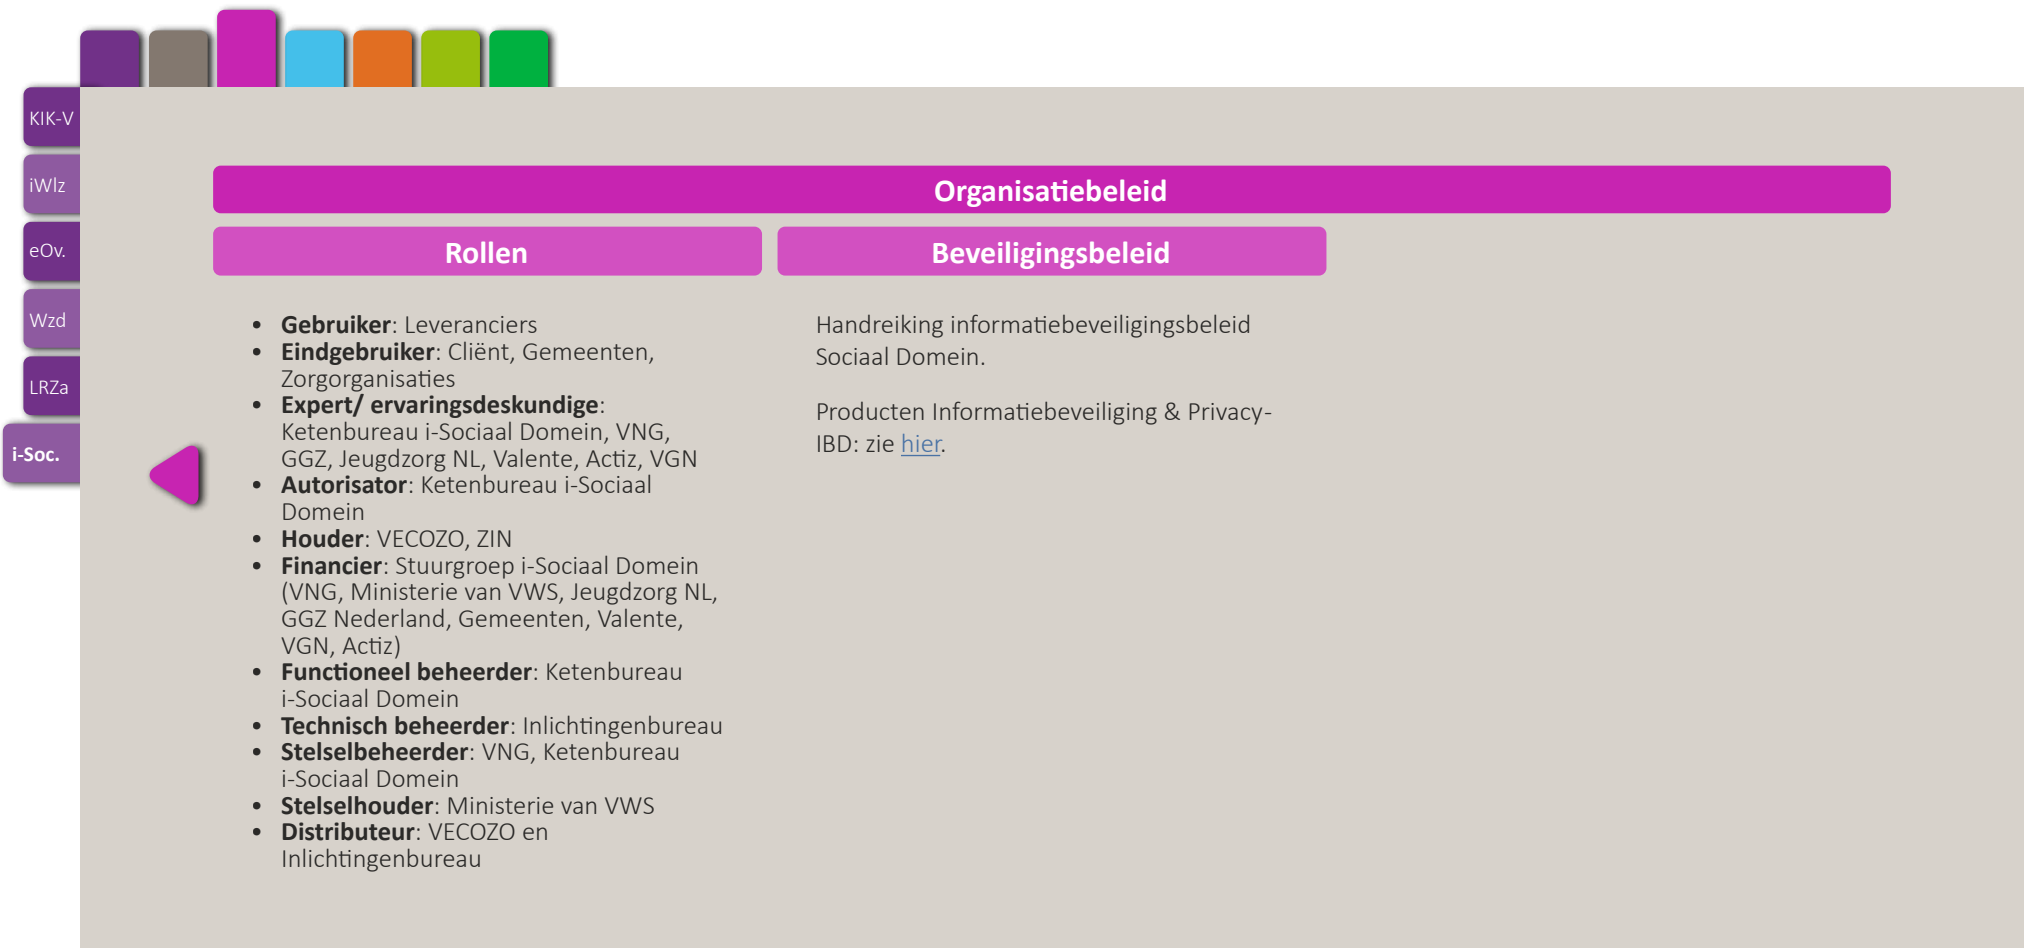 KIK-V
iWlz
eOv.
Wzd
LRZa
i-Soc.
Organisatiebeleid
Rollen
• Gebruiker: Leveranciers
• Eindgebruiker: Cliënt, Gemeenten,
Zorgorganisaties
• Expert/ ervaringsdeskundige:
Ketenbureau i-Sociaal Domein, VNG,
GGZ, Jeugdzorg NL, Valente, Actiz, VGN
• Autorisator: Ketenbureau i-Sociaal
Domein
• Houder: VECOZO, ZIN
• Financier: Stuurgroep i-Sociaal Domein
(VNG, Ministerie van VWS, Jeugdzorg NL,
GGZ Nederland, Gemeenten, Valente,
VGN, Actiz)
• Functioneel beheerder: Ketenbureau
i-Sociaal Domein
• Technisch beheerder: Inlichtingenbureau
• Stelselbeheerder: VNG, Ketenbureau
i-Sociaal Domein
• Stelselhouder: Ministerie van VWS
• Distributeur: VECOZO en
Inlichtingenbureau
Beveiligingsbeleid
Handreiking informatiebeveiligingsbeleid
Sociaal Domein.
Producten Informatiebeveiliging & Privacy-
IBD: zie hier.